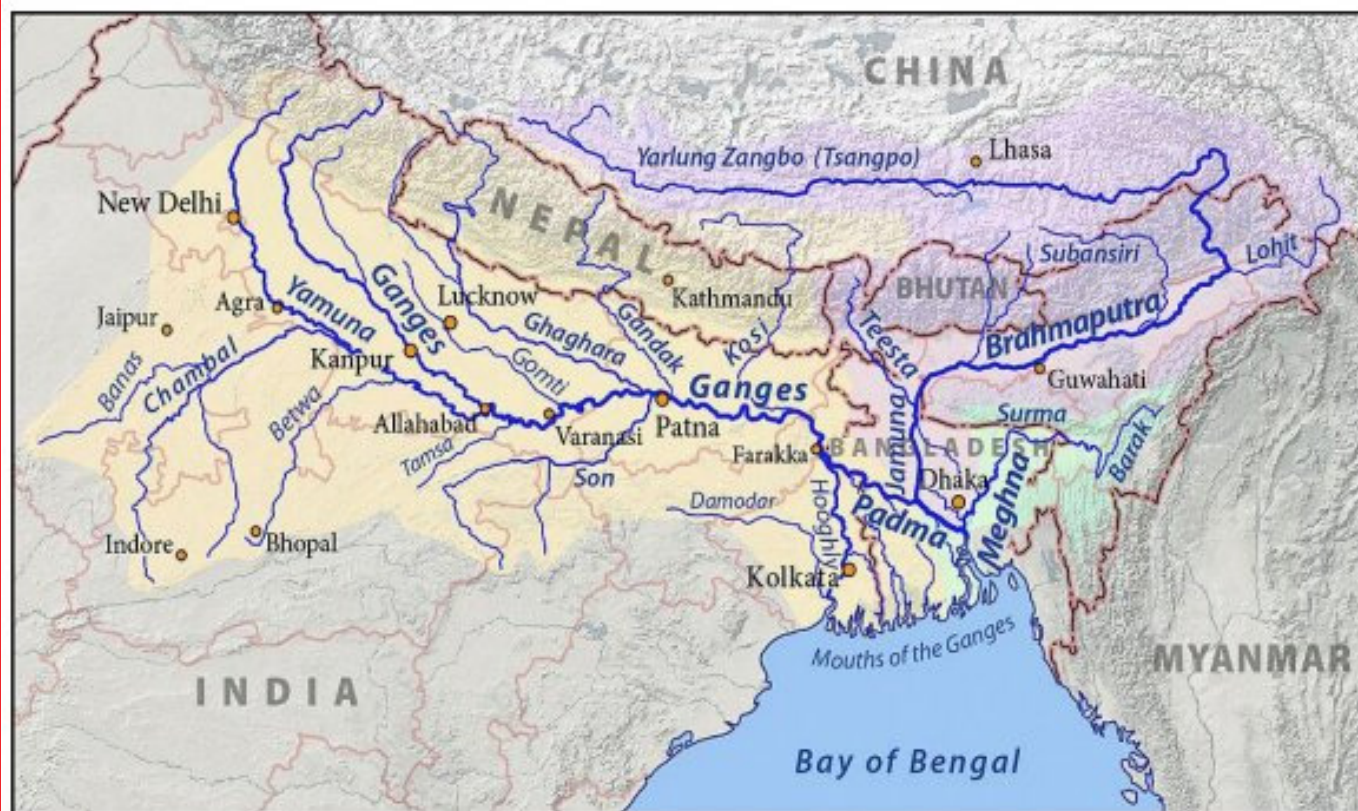 CHINA
Yarlung Zangbo (Tsangpo)
Lhasa
New Delhi
NEPAL
Subansiri
Lohit
BHUTAN
Agra
Yamuna
Ganges
Lucknow
Kathmandu
Jaipur
Ghaghara
Gandak
Kosi
Teesta
Brahmaputra
Banas
Chambal
Kanpur
Gomti
Ganges
Guwahati
Betwa
Allahabad
Varanasi
Patna
Surma
Tamsa
Farakka
BANGLADESH
Jamuna
Barak
Son
Dhaka
Damodar
Hooghly
Padma
Meghna
Indore
Bhopal
Kolkata
Mouths of the Ganges
MYANMAR
INDIA
Bay of Bengal